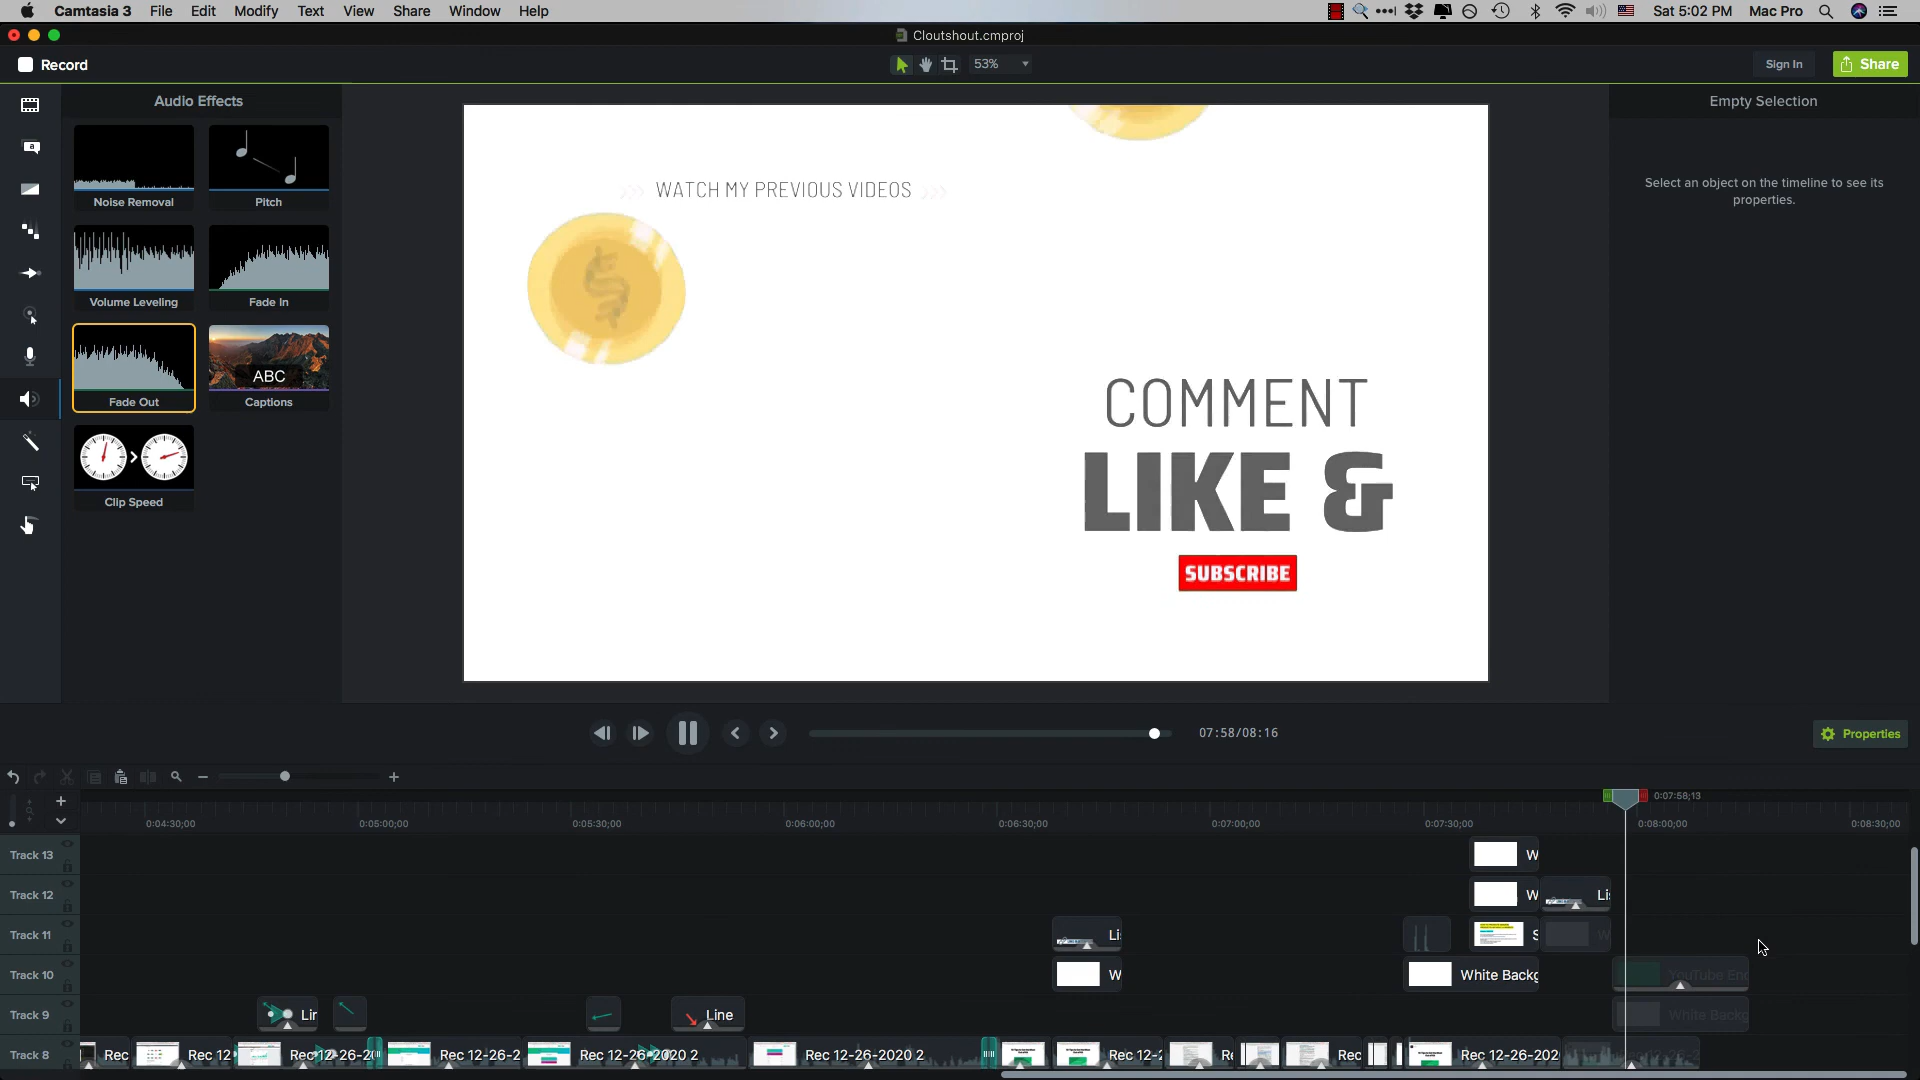 Camtasia 3 File Edit Modify Text View Share Window Help Sat 5:02 PM Mac Pro
Cloutshout.cmproj
Record 53% Sign In Share
Audio Effects
Empty Selection
Select an object on the timeline to see its
properties.
Noise Removal
Pitch
Volume Leveling
Fade In
ABC
Fade Out
Captions
Clip Speed
WATCH MY PREVIOUS VIDEOS
COMMENT
LIKE &
SUBSCRIBE
07:58/08:16
Properties
0:07:58;13
0:04:30;00 0:05:00;00 0:05:30;00 0:06:00;00 0:06:30;00 0:07:00;00 0:07:30;00 0:08:00;00 0:08:30;00
Track 13 W
Track 12 W Li
Track 11 Li S W
Track 10 W White Backg YouTube En
Track 9 Lir Line White Backg
Track 8 Rec Rec 12 Rec 12-26-20 Rec 12-26-2 Rec 12-26-2020 2 Rec 12-26-2020 2 Rec 12-2 Re Rec Rec 12-26-202